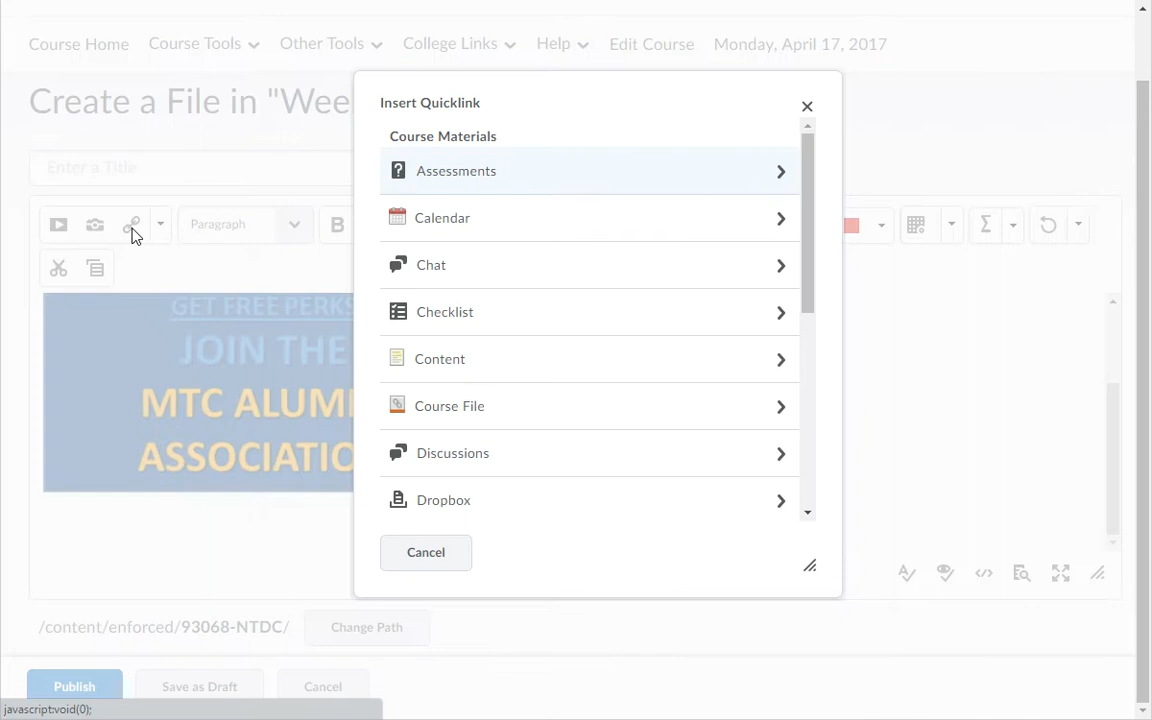 Course Home Course Tools Other Tools College Links Help Edit Course Monday, April 17, 2017
Create a File in "Wee
Enter a Title
Paragraph B
GET FREE PERKS
JOIN THE
MTC ALUM
ASSOCIATIO
Insert Quicklink
Course Materials
Assessments
Calendar
Chat
Checklist
Content
Course File
Discussions
Dropbox
Cancel
/content/enforced/93068-NTDC/ Change Path
Publish Save as Draft Cancel
javascript:void(0);